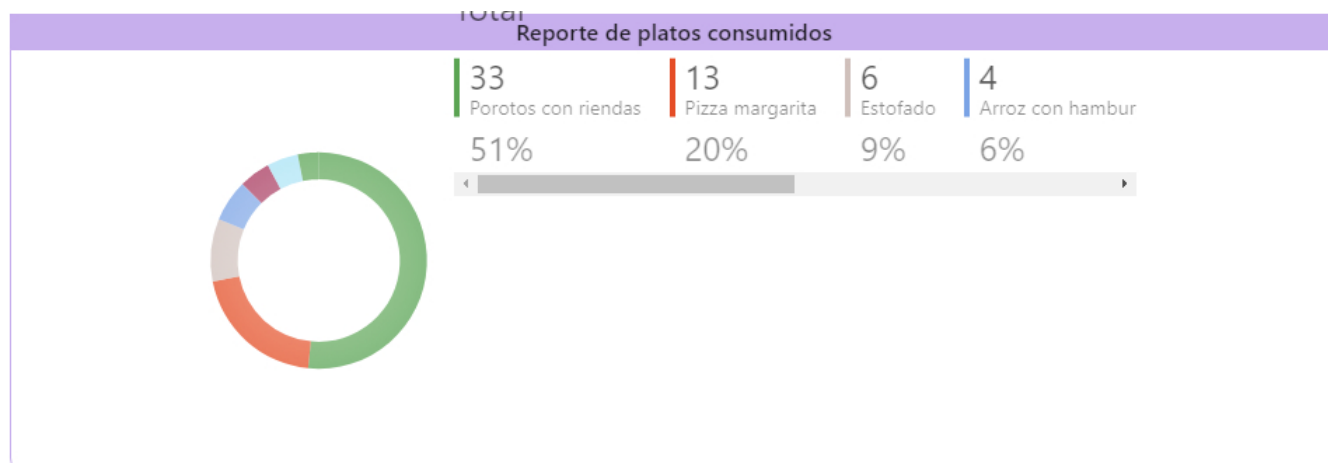 Total
Reporte de platos consumidos
33 13 6 4
Porotos con riendas Pizza margarita Estofado Arroz con hambur
51% 20% 9% 6%